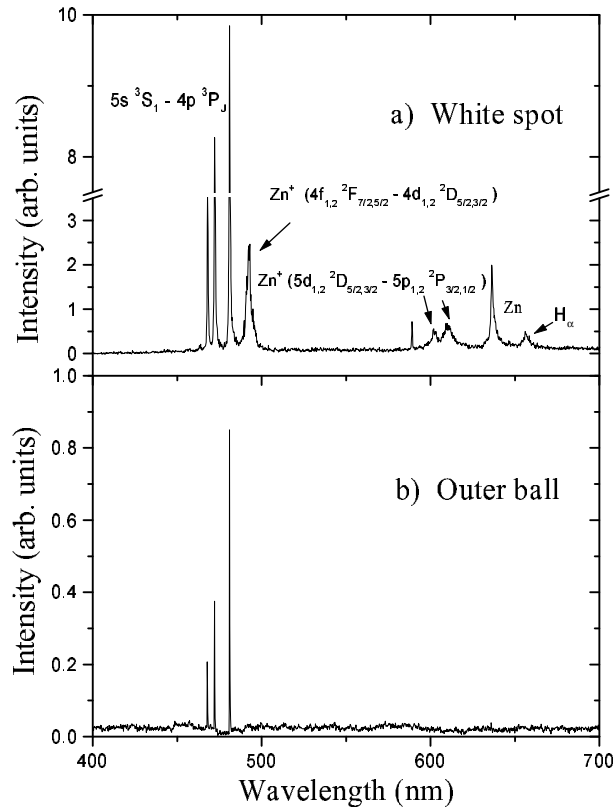 10
8
3
2
1
0
Intensity (arb. units)
5s ³S₁ - 4p ³P_J
a) White spot
Zn⁺ (4f₁,₂ ²F₇/₂,₅/₂ - 4d₁,₂ ²D₅/₂,₃/₂)
Zn⁺ (5d₁,₂ ²D₅/₂,₃/₂ - 5p₁,₂ ²P₃/₂,₁/₂)
Zn
H_α
1.0
0.8
0.6
0.4
0.2
0.0
Intensity (arb. units)
b) Outer ball
400 500 600 700
Wavelength (nm)